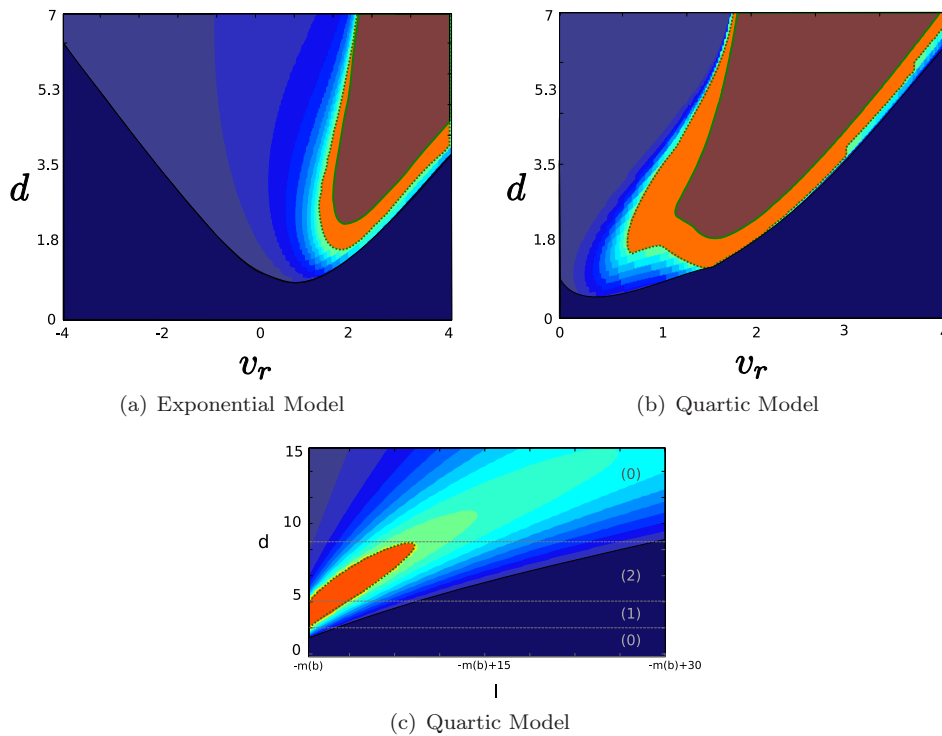 7
5.3
3.5
d
1.8
0
-4
-2
0
2
4
v_r
(a) Exponential Model
7
5.3
3.5
d
1.8
0
0
1
2
3
4
v_r
(b) Quartic Model
15
10
d
5
0
(0)
(2)
(1)
(0)
-m(b)
-m(b)+15
-m(b)+30
I
(c) Quartic Model